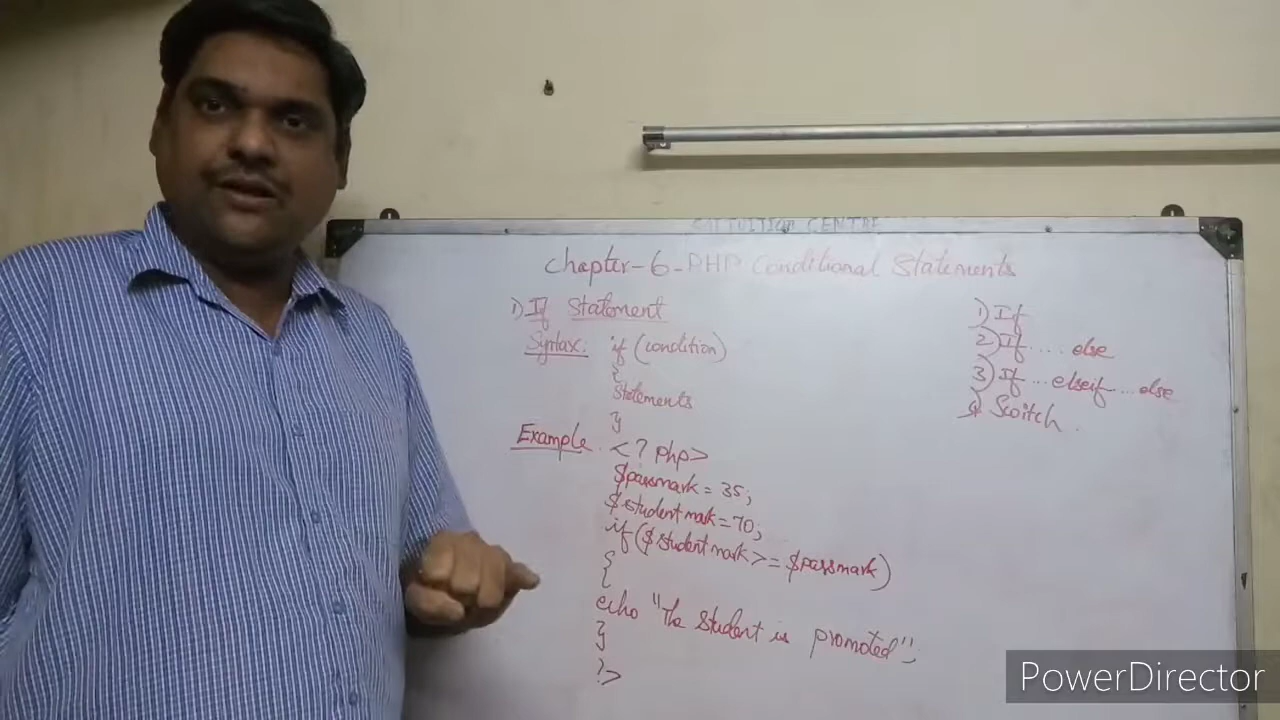 TUITION CENTRE
Chapter-6-PHP Conditional Statements
1) If Statement
Syntax: if (condition)
{
Statements
}
Example. <? php>
$passmark = 35;
$student mark = 70;
if ($student mark >= $passmark)
{
echo "The Student is promoted";
}
?>
1) If
2) If .... else
3) If ... elseif ... else
4) Switch.
PowerDirector